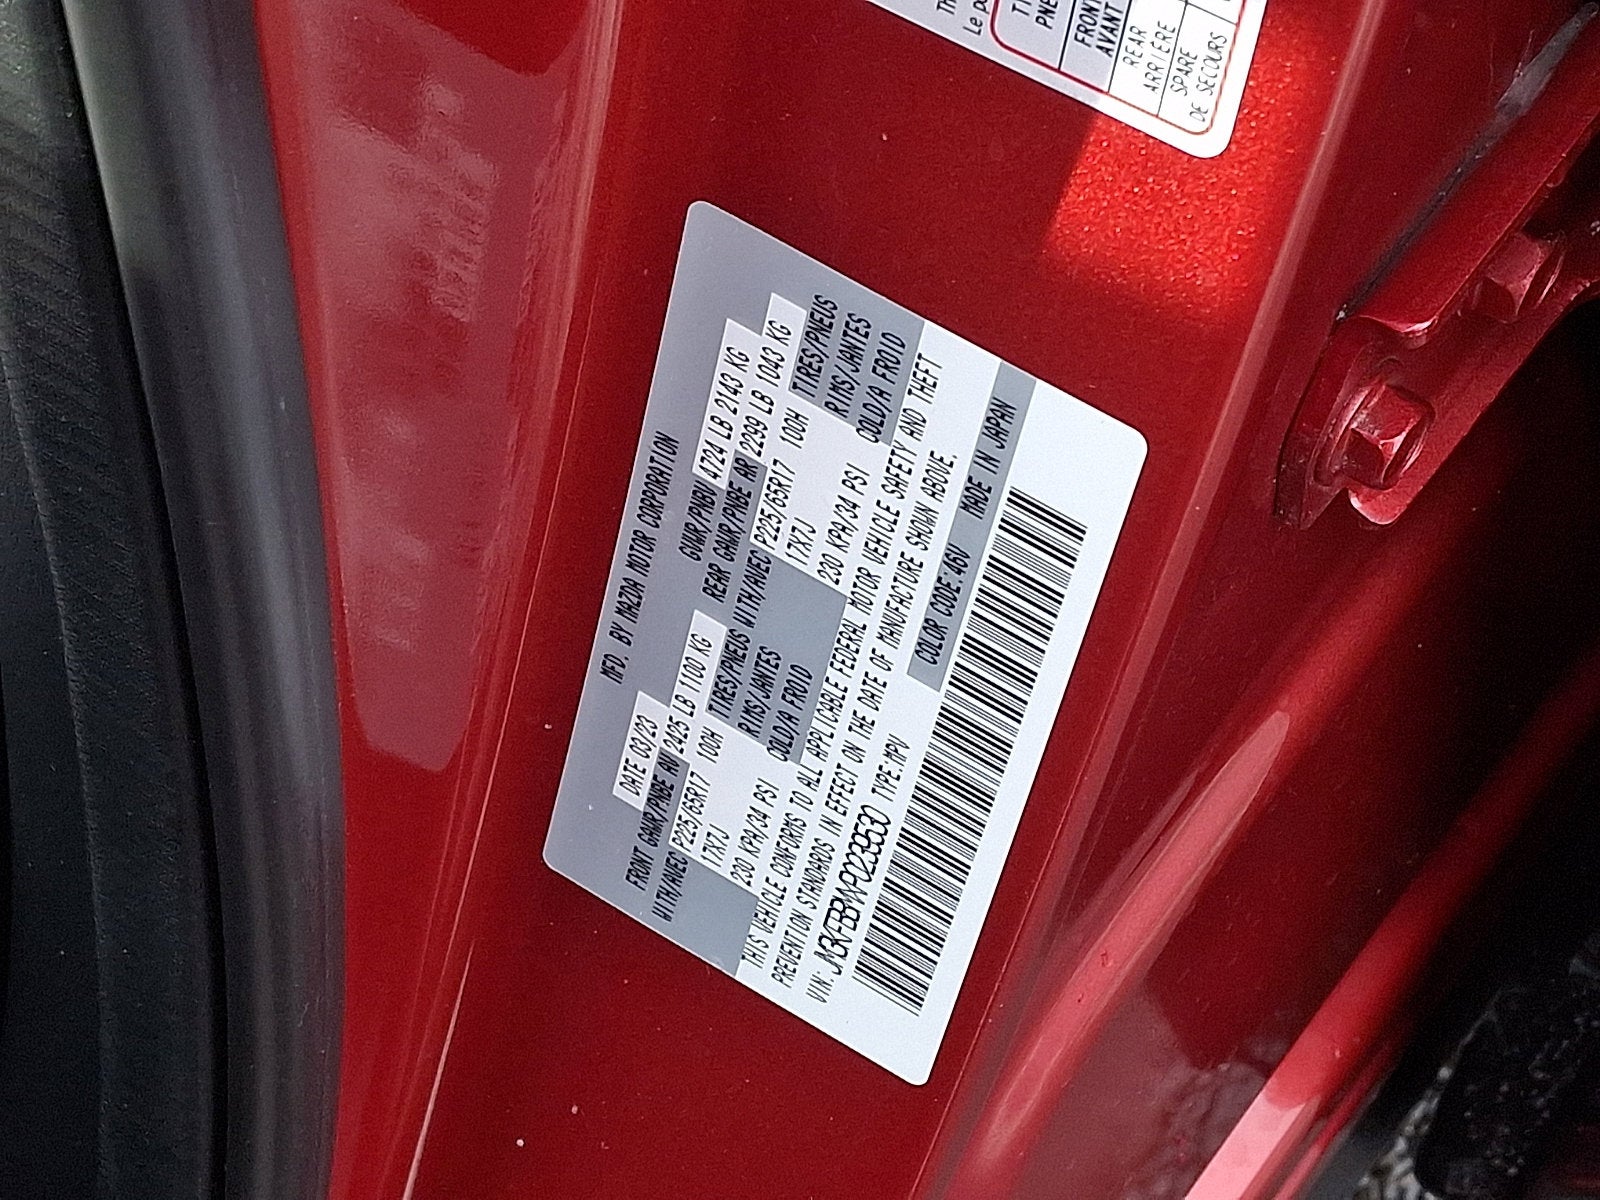 Th
Le p
TI
PNE
FRONT
AVANT
REAR
ARRIÈRE
SPARE
DE SECOURS
MFD. BY MAZDA MOTOR CORPORATION
DATE 03/23 GVWR/PNBV 4724 LB 2143 KG
FRONT GAWR/PNBE AV 2425 LB 1100 KG REAR GAWR/PNBE AR 2299 LB 1043 KG
WITH/AVEC P225/65R17 100H TIRES/PNEUS WITH/AVEC P225/65R17 100H TIRES/PNEUS
17X7J RIMS/JANTES 17X7J RIMS/JANTES
230 KPA/34 PSI COLD/A FROID 230 KPA/34 PSI COLD/A FROID
THIS VEHICLE CONFORMS TO ALL APPLICABLE FEDERAL MOTOR VEHICLE SAFETY AND THEFT
PREVENTION STANDARDS IN EFFECT ON THE DATE OF MANUFACTURE SHOWN ABOVE.
VIN: JM3KFBBMXP0239530 TYPE:MPV COLOR CODE:46V MADE IN JAPAN